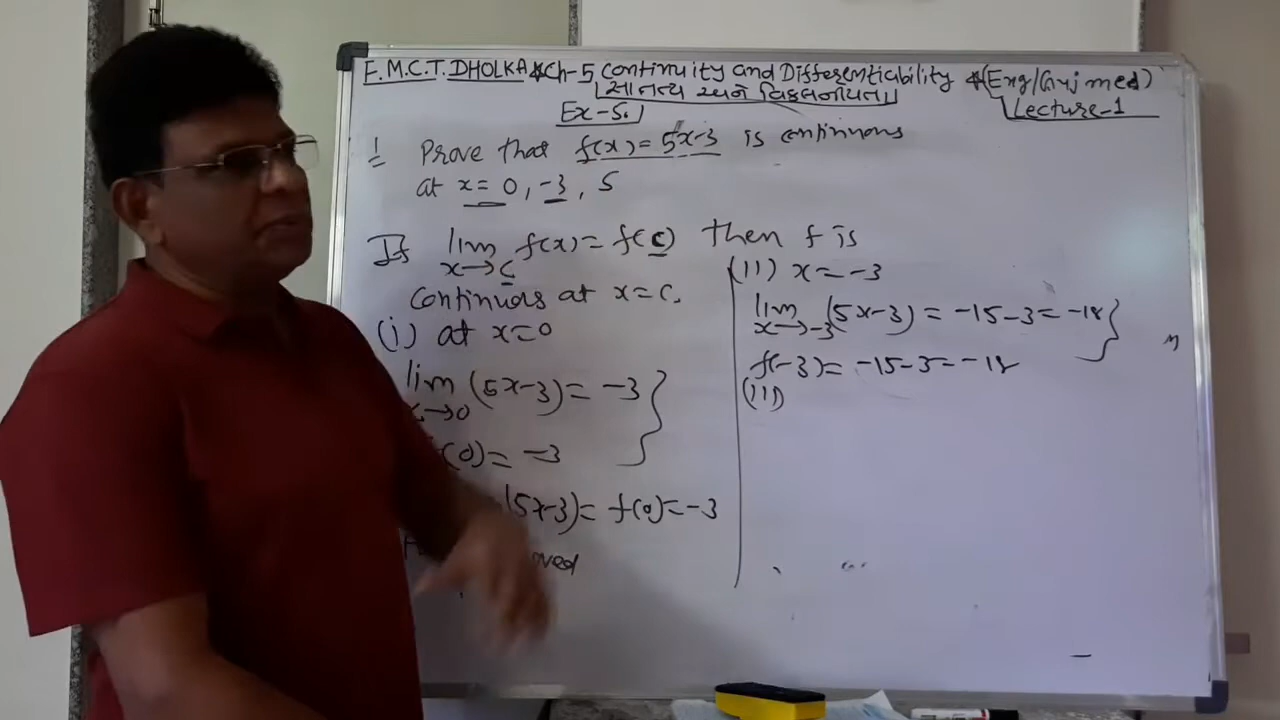 F.M.C.T. DHOLKA * Ch-5 Continuity and Differentiability * (Eng/Guj med)
સાતત્ય અને વિકલનીયતા
Lecture-1
Ex-5.1
1 Prove that f(x) = 5x-3 is continuous
at x = 0, -3, 5
If lim x→c f(x) = f(c) then f is
continuos at x=c.
(i) at x=0
lim x→0 (5x-3) = -3
(0) = -3
(5x-3) = f(0) = -3
(II) x = -3
lim x→-3 (5x-3) = -15-3 = -18
f(-3) = -15-3 = -18
(III)